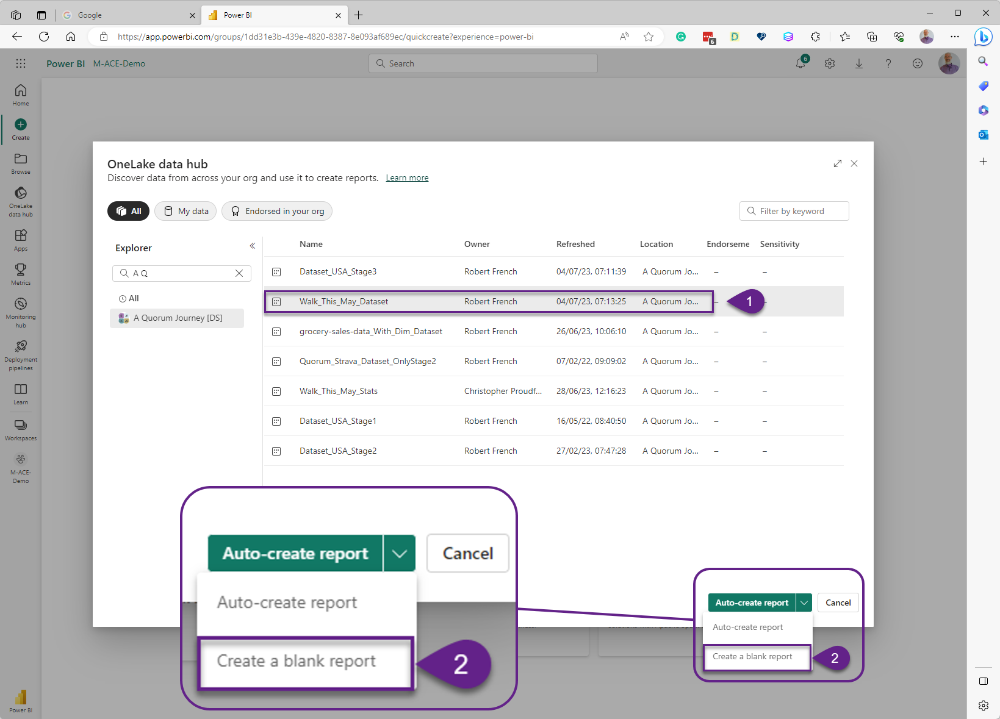 Google
Power BI
https://app.powerbi.com/groups/1dd31e3b-439e-4820-8387-8e093af689ec/quickcreate?experience=power-bi
6
Power BI M-ACE-Demo
Search
6
Home
Create
Browse
OneLake
data hub
Apps
Metrics
Monitoring
hub
Deployment
pipelines
Learn
Workspaces
M-ACE-
Demo
Power BI
OneLake data hub
Discover data from across your org and use it to create reports. Learn more
All
My data
Endorsed in your org
Filter by keyword
Explorer
A Q
All
A Quorum Journey [DS]
Name Owner Refreshed Location Endorseme Sensitivity
Dataset_USA_Stage3 Robert French 04/07/23, 07:11:39 A Quorum Jo... – –
Walk_This_May_Dataset Robert French 04/07/23, 07:13:25 A Quorum Jo... – –
1
grocery-sales-data_With_Dim_Dataset Robert French 26/06/23, 10:06:10 A Quorum Jo... – –
Quorum_Strava_Dataset_OnlyStage2 Robert French 07/02/22, 09:09:02 A Quorum Jo... – –
Walk_This_May_Stats Christopher Proudf... 28/06/23, 12:16:23 A Quorum Jo... – –
Dataset_USA_Stage1 Robert French 16/05/22, 08:40:50 A Quorum Jo... – –
Dataset_USA_Stage2 Robert French 27/02/23, 07:47:28 A Quorum Jo... – –
Auto-create report
Cancel
Auto-create report
Create a blank report
2
Auto-create report
Cancel
Auto-create report
Create a blank report
2